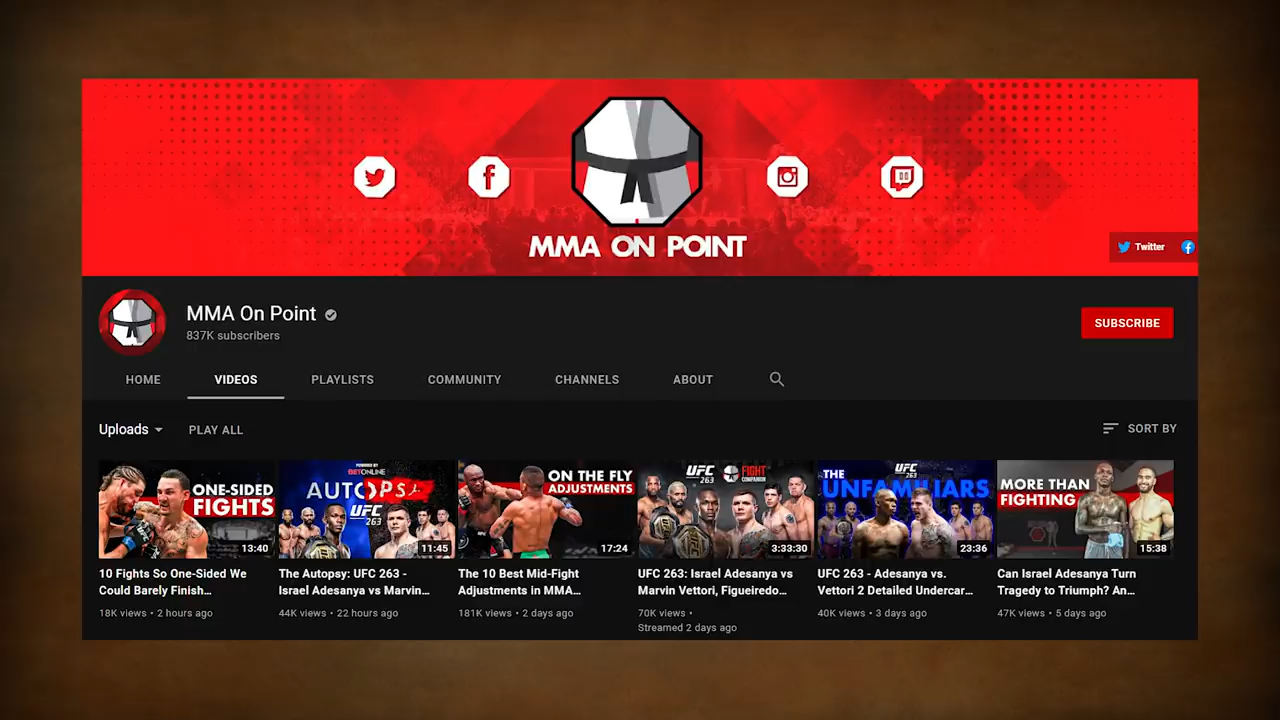 MMA ON POINT
Twitter
MMA On Point
837K subscribers
SUBSCRIBE
HOME
VIDEOS
PLAYLISTS
COMMUNITY
CHANNELS
ABOUT
Uploads
PLAY ALL
SORT BY
ONE-SIDED
FIGHTS
13:40
POWERED BY
BETONLINE
AUTOPSY
UFC
263
11:45
ON THE FLY
ADJUSTMENTS
17:24
UFC
263
FIGHT
COMPANION
3:33:30
THE
UFC
263
UNFAMILIARS
23:36
MORE THAN
FIGHTING
15:38
10 Fights So One-Sided We
Could Barely Finish...
18K views • 2 hours ago
The Autopsy: UFC 263 -
Israel Adesanya vs Marvin...
44K views • 22 hours ago
The 10 Best Mid-Fight
Adjustments in MMA...
181K views • 2 days ago
UFC 263: Israel Adesanya vs
Marvin Vettori, Figueiredo...
70K views •
Streamed 2 days ago
UFC 263 - Adesanya vs.
Vettori 2 Detailed Undercar...
40K views • 3 days ago
Can Israel Adesanya Turn
Tragedy to Triumph? An...
47K views • 5 days ago